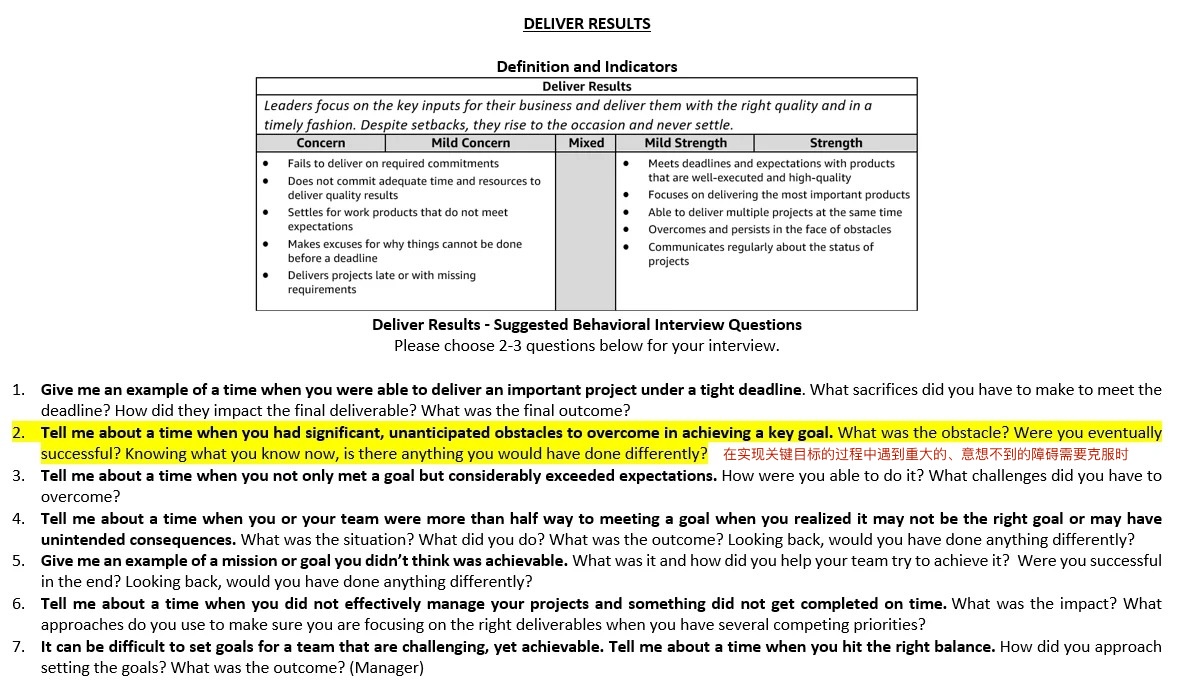 DELIVER RESULTS
Definition and Indicators
Deliver Results
Leaders focus on the key inputs for their business and deliver them with the right quality and in a
timely fashion. Despite setbacks, they rise to the occasion and never settle.
Concern Mild Concern Mixed Mild Strength Strength
• Fails to deliver on required commitments
• Does not commit adequate time and resources to
deliver quality results
• Settles for work products that do not meet
expectations
• Makes excuses for why things cannot be done
before a deadline
• Delivers projects late or with missing
requirements
• Meets deadlines and expectations with products
that are well-executed and high-quality
• Focuses on delivering the most important products
• Able to deliver multiple projects at the same time
• Overcomes and persists in the face of obstacles
• Communicates regularly about the status of
projects
Deliver Results - Suggested Behavioral Interview Questions
Please choose 2-3 questions below for your interview.
1. Give me an example of a time when you were able to deliver an important project under a tight deadline. What sacrifices did you have to make to meet the
deadline? How did they impact the final deliverable? What was the final outcome?
2. Tell me about a time when you had significant, unanticipated obstacles to overcome in achieving a key goal. What was the obstacle? Were you eventually
successful? Knowing what you know now, is there anything you would have done differently? 在实现关键目标的过程中遇到重大的、意想不到的障碍需要克服时
3. Tell me about a time when you not only met a goal but considerably exceeded expectations. How were you able to do it? What challenges did you have to
overcome?
4. Tell me about a time when you or your team were more than half way to meeting a goal when you realized it may not be the right goal or may have
unintended consequences. What was the situation? What did you do? What was the outcome? Looking back, would you have done anything differently?
5. Give me an example of a mission or goal you didn’t think was achievable. What was it and how did you help your team try to achieve it? Were you successful
in the end? Looking back, would you have done anything differently?
6. Tell me about a time when you did not effectively manage your projects and something did not get completed on time. What was the impact? What
approaches do you use to make sure you are focusing on the right deliverables when you have several competing priorities?
7. It can be difficult to set goals for a team that are challenging, yet achievable. Tell me about a time when you hit the right balance. How did you approach
setting the goals? What was the outcome? (Manager)